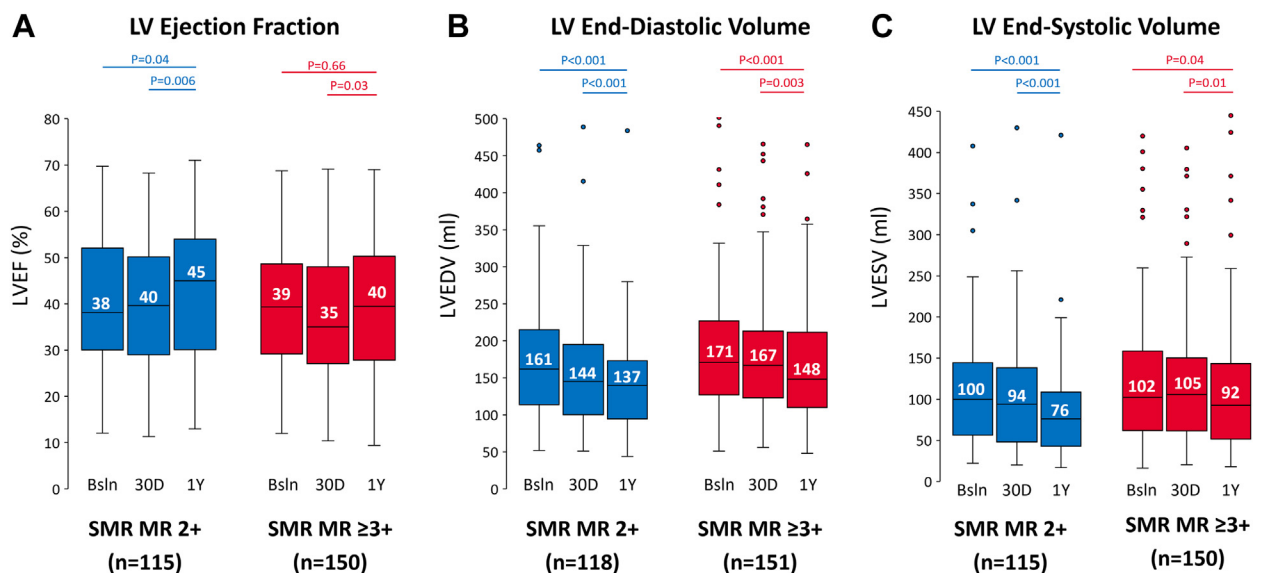 A LV Ejection Fraction
P=0.04
P=0.006
P=0.66
P=0.03
LVEF (%)
80
70
60
50
40
30
20
10
0
38
40
45
39
35
40
Bsln 30D 1Y
Bsln 30D 1Y
SMR MR 2+
(n=115)
SMR MR ≥3+
(n=150)
B LV End-Diastolic Volume
P<0.001
P<0.001
P<0.001
P=0.003
LVEDV (ml)
500
450
400
350
300
250
200
150
100
50
0
161
144
137
171
167
148
Bsln 30D 1Y
Bsln 30D 1Y
SMR MR 2+
(n=118)
SMR MR ≥3+
(n=151)
C LV End-Systolic Volume
P<0.001
P<0.001
P=0.04
P=0.01
LVESV (ml)
450
400
350
300
250
200
150
100
50
0
100
94
76
102
105
92
Bsln 30D 1Y
Bsln 30D 1Y
SMR MR 2+
(n=115)
SMR MR ≥3+
(n=150)